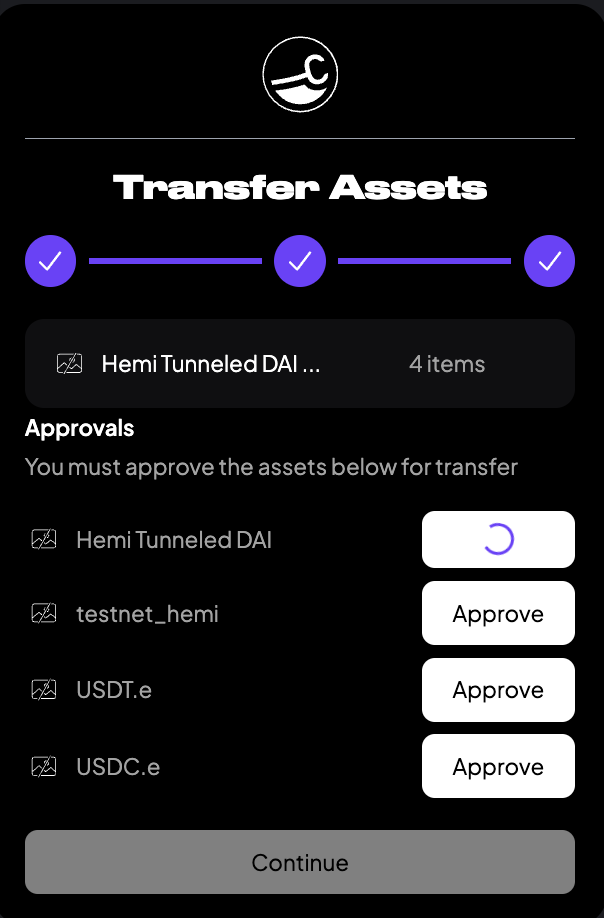 C
Transfer Assets
Hemi Tunneled DAI ... 4 items
Approvals
You must approve the assets below for transfer
Hemi Tunneled DAI
testnet_hemi Approve
USDT.e Approve
USDC.e Approve
Continue